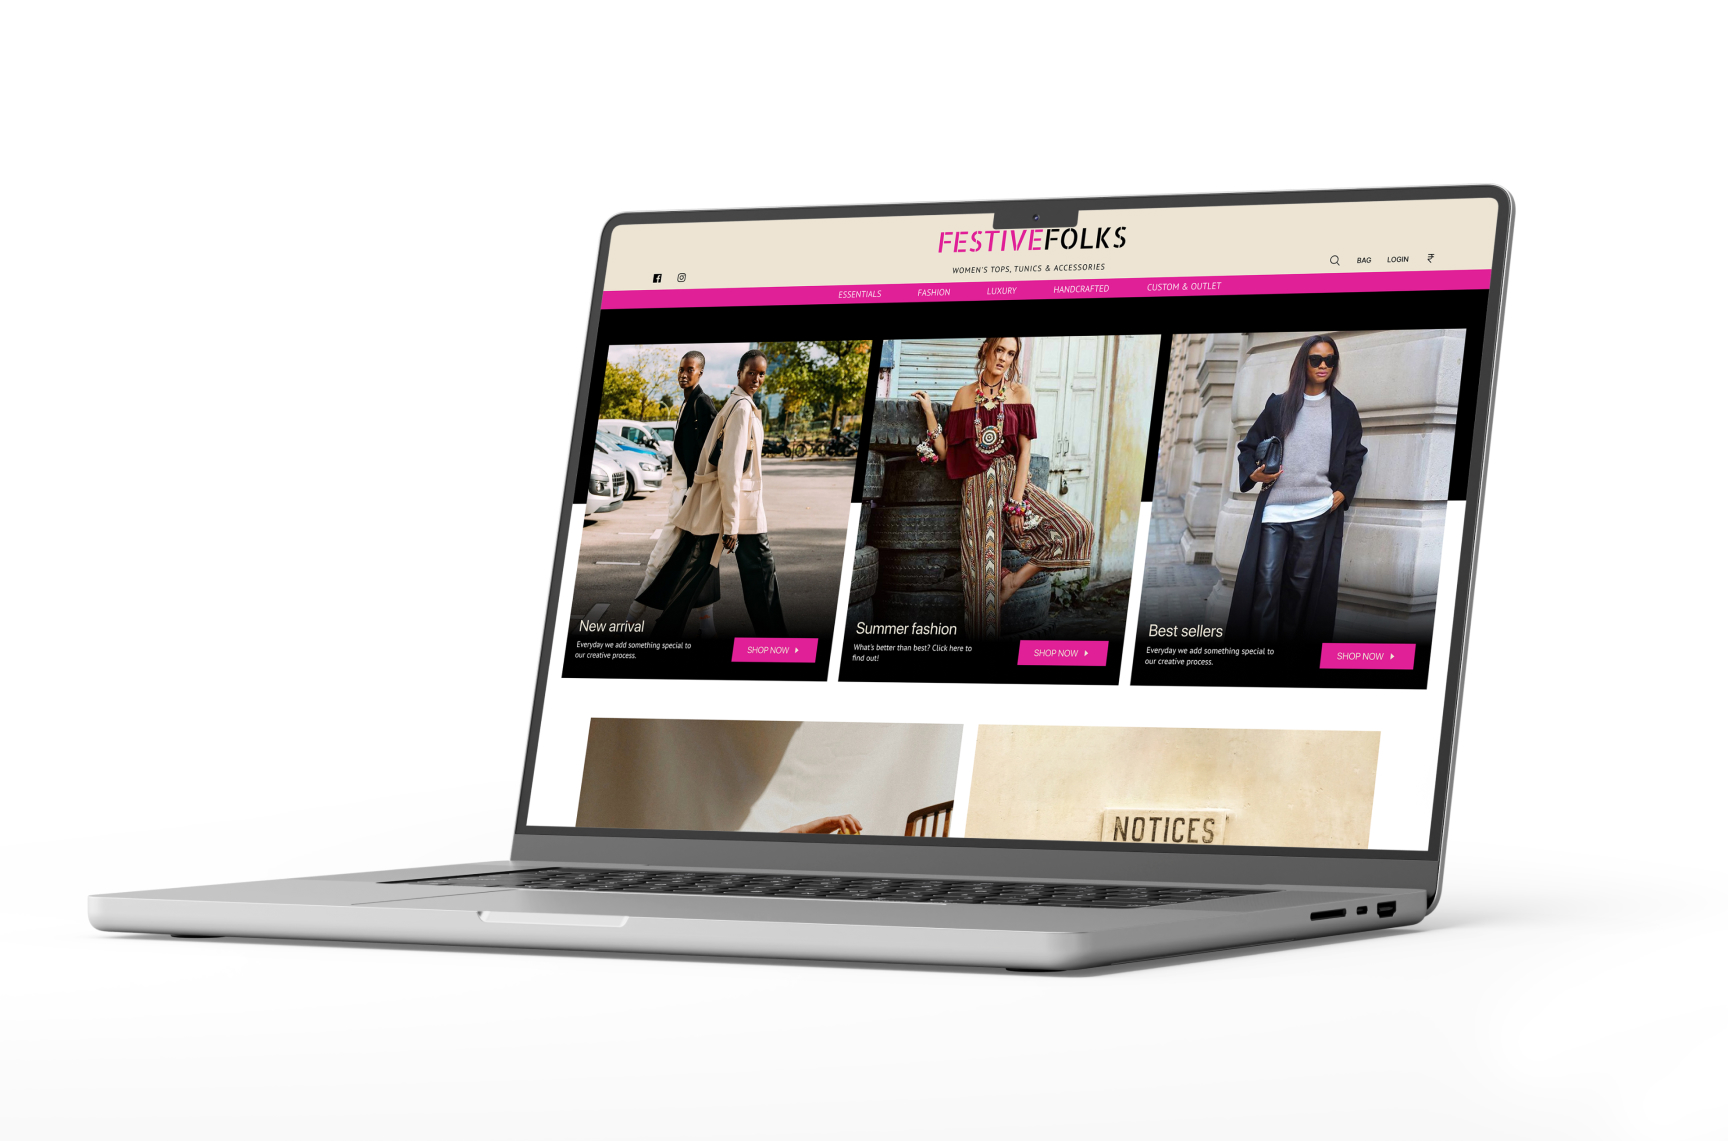 FESTIVEFOLKS
WOMEN'S TOPS, TUNICS & ACCESSORIES
BAG LOGIN ₹
ESSENTIALS FASHION LUXURY HANDCRAFTED CUSTOM & OUTLET
New arrival
Everyday we add something special to
our creative process.
SHOP NOW
Summer fashion
What's better than best? Click here to
find out!
SHOP NOW
Best sellers
Everyday we add something special to
our creative process.
SHOP NOW
NOTICES